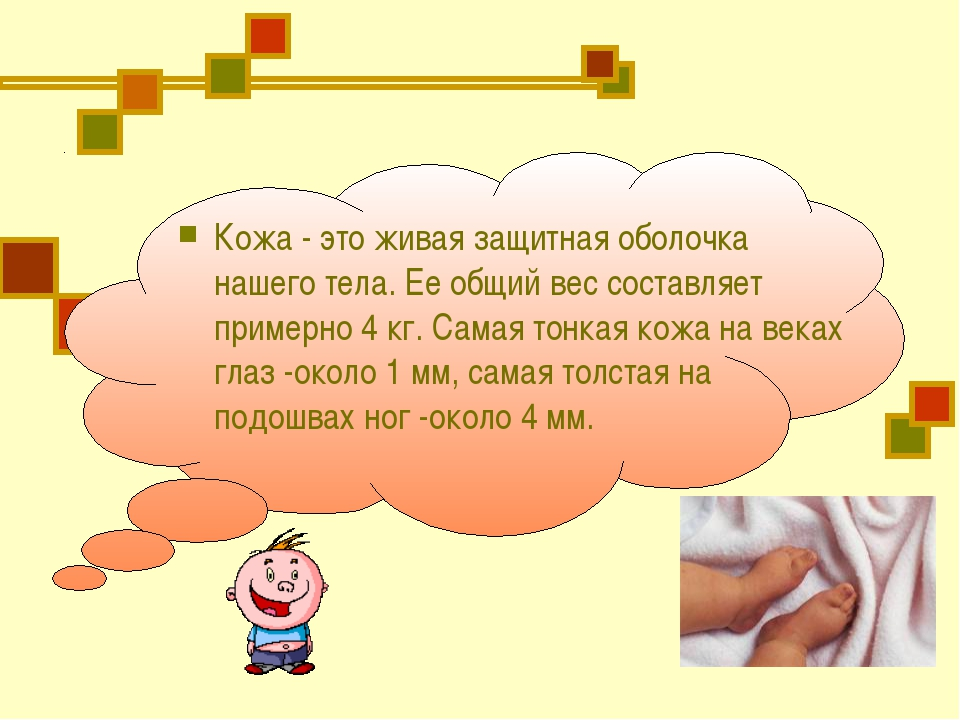 Кожа - это живая защитная оболочка
нашего тела. Ее общий вес составляет
примерно 4 кг. Самая тонкая кожа на веках
глаз -около 1 мм, самая толстая на
подошвах ног -около 4 мм.